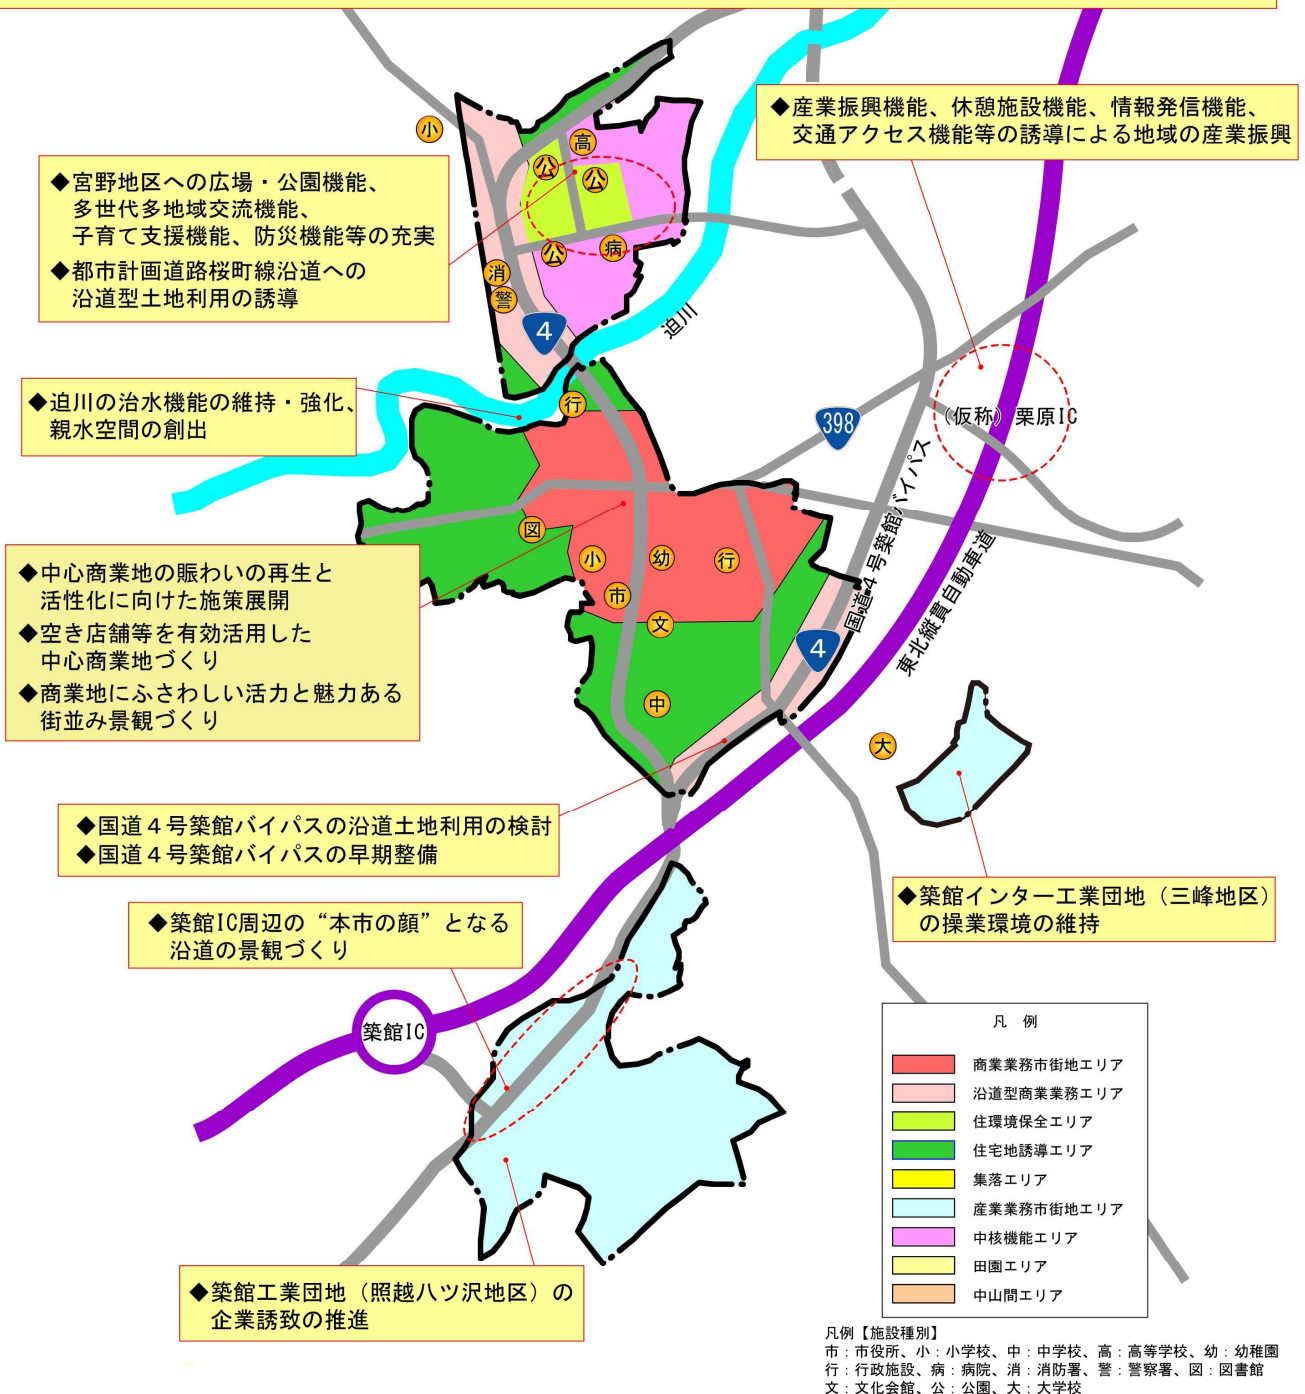 ◆産業振興機能、休憩施設機能、情報発信機能、
交通アクセス機能等の誘導による地域の産業振興
小
高
公
公
公
病
消
警
4
◆宮野地区への広場・公園機能、
多世代多地域交流機能、
子育て支援機能、防災機能等の充実
◆都市計画道路桜町線沿道への
沿道型土地利用の誘導
迫川
◆迫川の治水機能の維持・強化、
親水空間の創出
行
398
(仮称)栗原IC
国道4号築館バイパス
東北縦貫自動車道
図
小
幼
行
市
文
中
4
大
◆中心商業地の賑わいの再生と
活性化に向けた施策展開
◆空き店舗等を有効活用した
中心商業地づくり
◆商業地にふさわしい活力と魅力ある
街並み景観づくり
◆国道4号築館バイパスの沿道土地利用の検討
◆国道4号築館バイパスの早期整備
◆築館インター工業団地(三峰地区)
の操業環境の維持
◆築館IC周辺の“本市の顔”となる
沿道の景観づくり
築館IC
◆築館工業団地(照越八ツ沢地区)の
企業誘致の推進
凡 例
商業業務市街地エリア
沿道型商業業務エリア
住環境保全エリア
住宅地誘導エリア
集落エリア
産業業務市街地エリア
中核機能エリア
田園エリア
中山間エリア
凡例【施設種別】
市:市役所、小:小学校、中:中学校、高:高等学校、幼:幼稚園
行:行政施設、病:病院、消:消防署、警:警察署、図:図書館
文:文化会館、公:公園、大:大学校